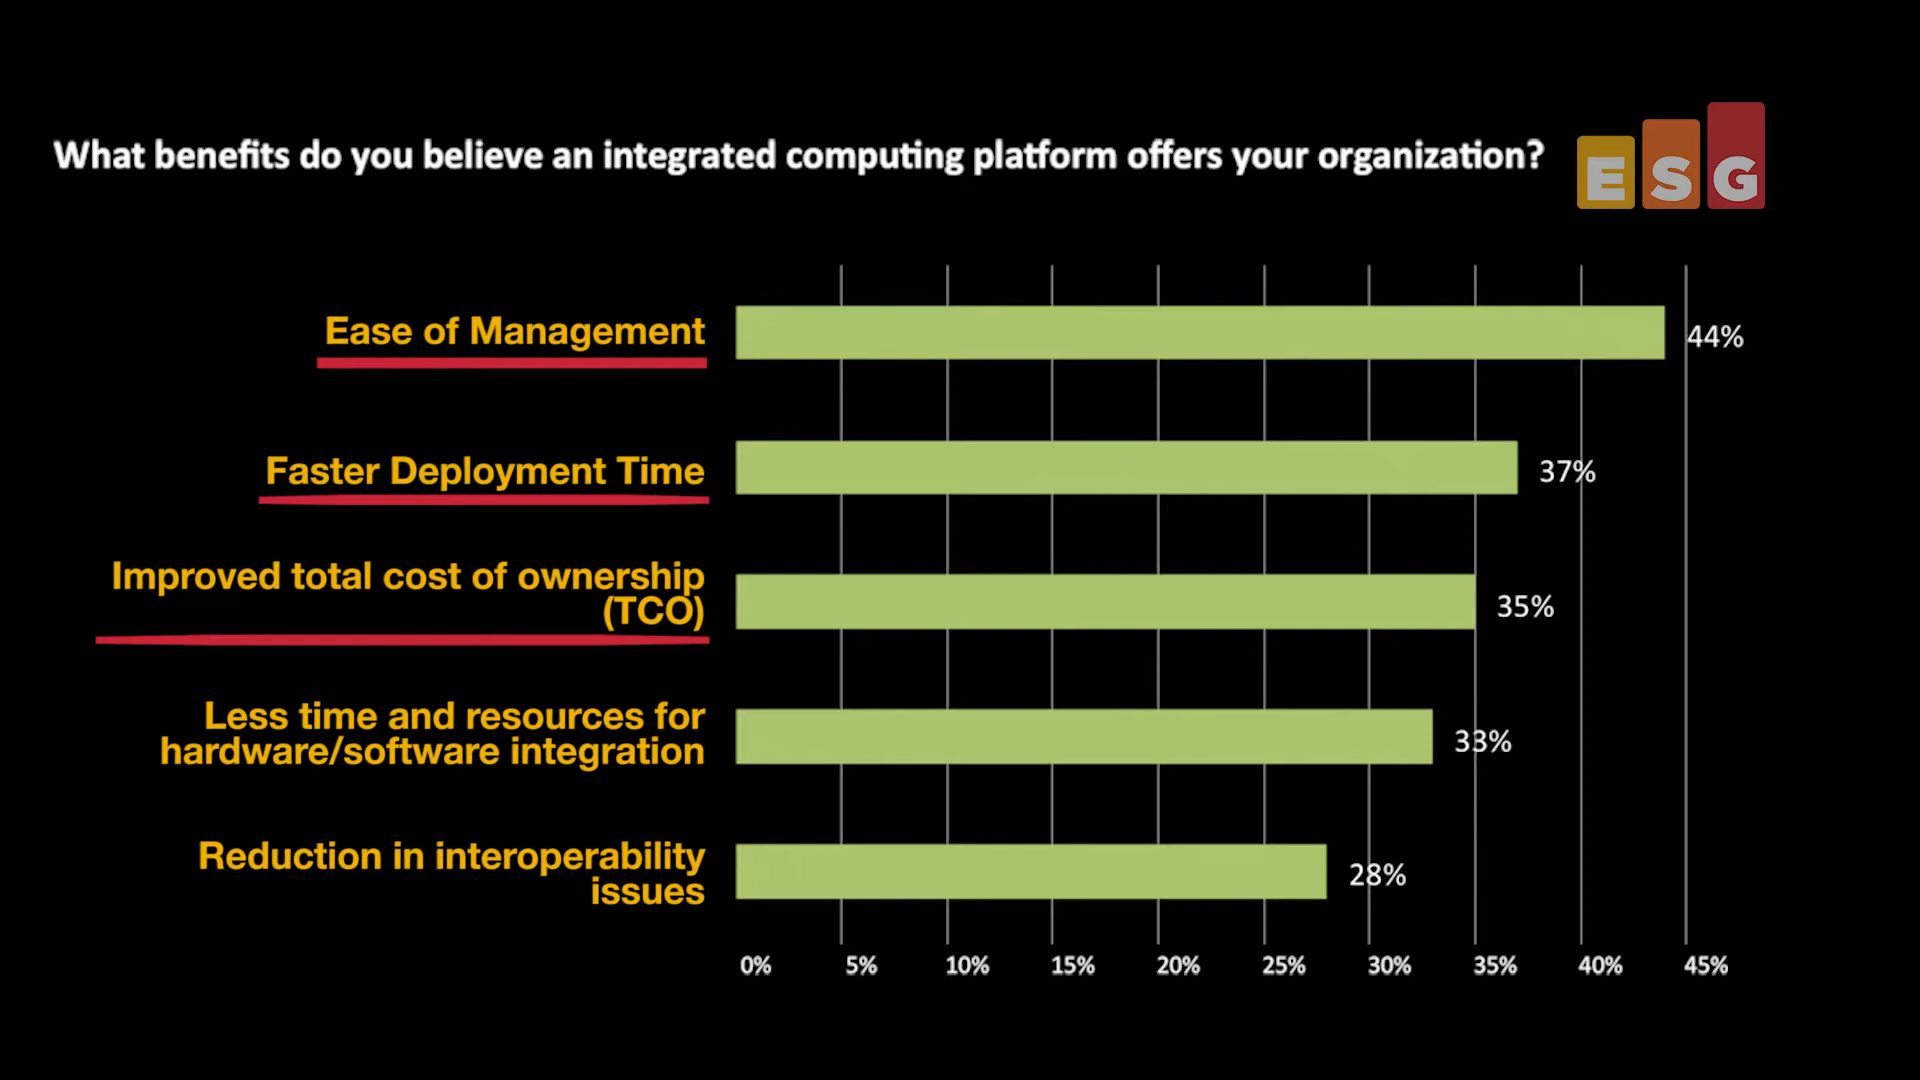 What benefits do you believe an integrated computing platform offers your organization?
ESG
Ease of Management
44%
Faster Deployment Time
37%
Improved total cost of ownership
(TCO)
35%
Less time and resources for
hardware/software integration
33%
Reduction in interoperability
issues
28%
0% 5% 10% 15% 20% 25% 30% 35% 40% 45%